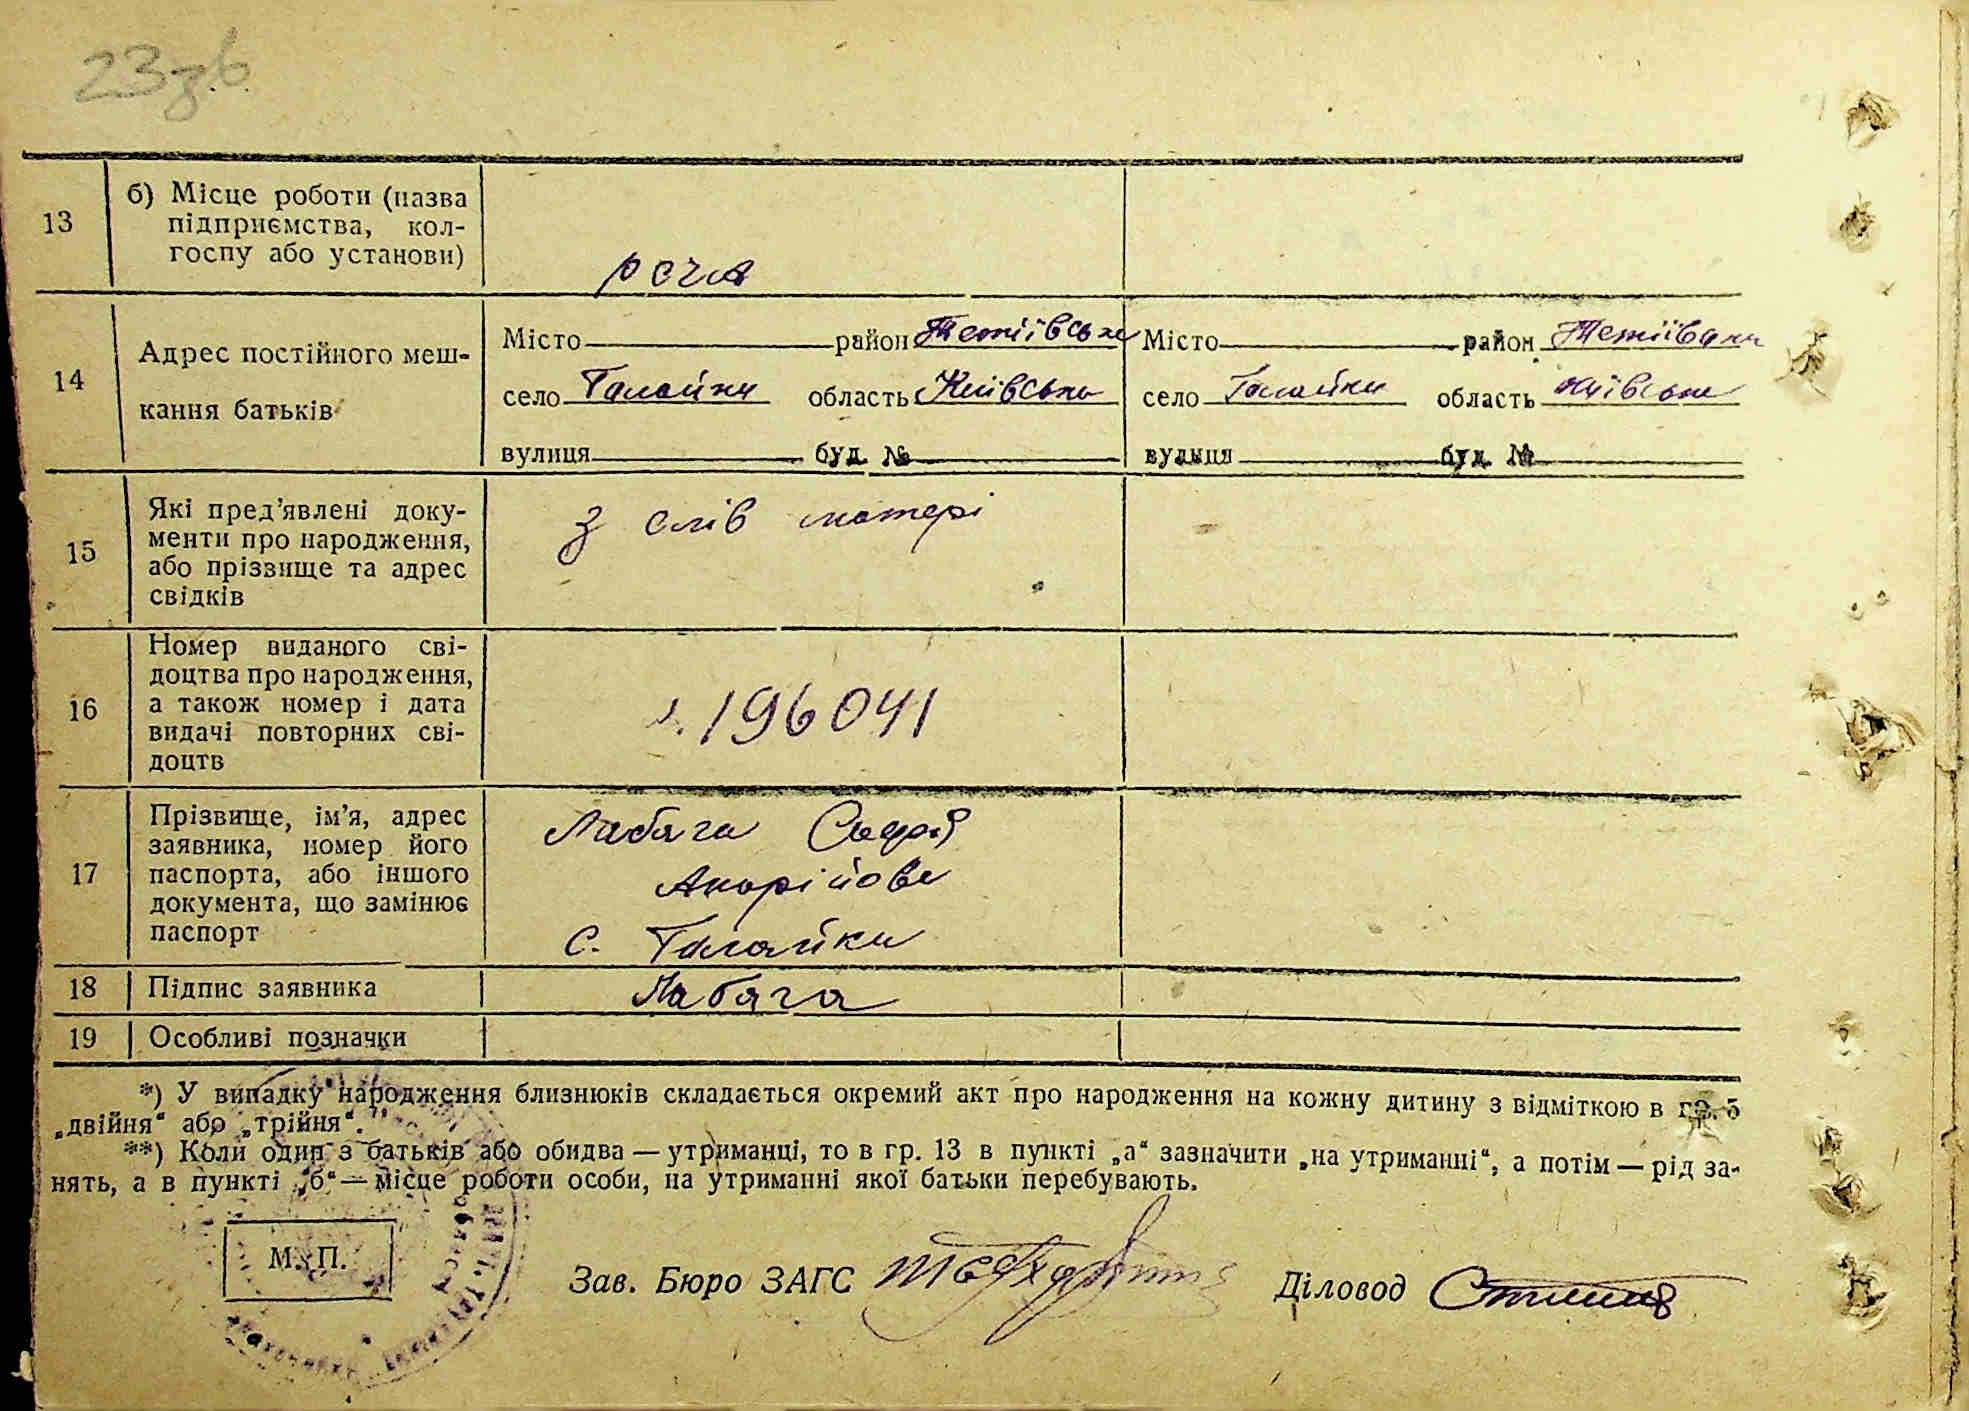 23зв
13
б) Місце роботи (назва
підприємства, кол-
госпу або установи)
РСЧА
14
Адрес постійного меш-
кання батьків
Місто район Тетіївськ Місто район
село Галайки область Київська село Галайки область Київська
вулиця буд. № вулиця буд. №
15
Які пред’явлені доку-
менти про народження,
або прізвище та адрес
свідків
з слів матері
16
Номер виданого сві-
доцтва про народження,
а також номер і дата
видачі повторних сві-
доцтв
196041
17
Прізвище, ім’я, адрес
заявника, номер його
паспорта, або іншого
документа, що замінює
паспорт
Лабяга Софія
с. Галайки
18 Підпис заявника Лабяга
19 Особливі позначки
*) У випадку народження близнюків складається окремий акт про народження на кожну дитину з відміткою в гр. 5
„двійня“ або „трійня“.
**) Коли один з батьків або обидва — утриманці, то в гр. 13 в пункті „а“ зазначити „на утриманні“, а потім — рід за-
нять, а в пункті „б“ — місце роботи особи, на утриманні якої батьки перебувають.
М. П.
Зав. Бюро ЗАГС Діловод